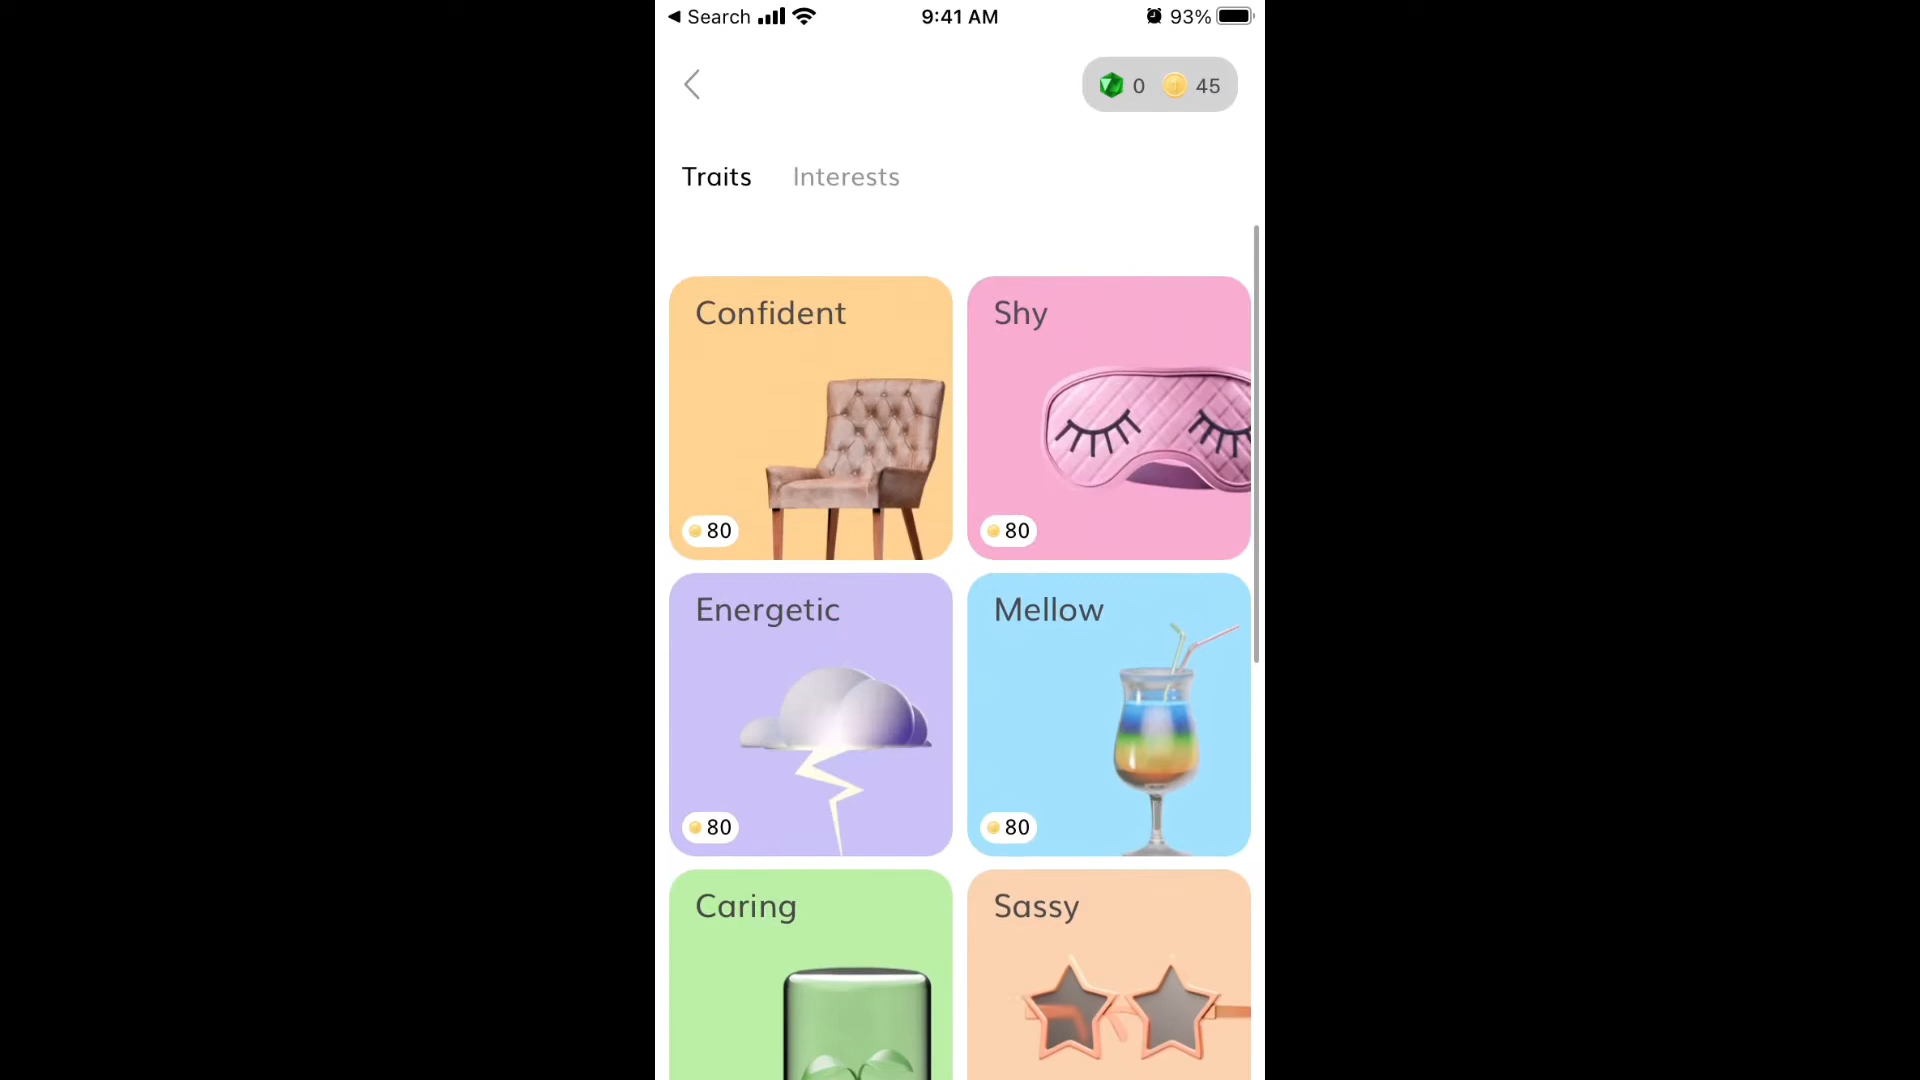 Search 9:41 AM 93%
0 45
Traits Interests
Confident
80
Shy
80
Energetic
80
Mellow
80
Caring
Sassy